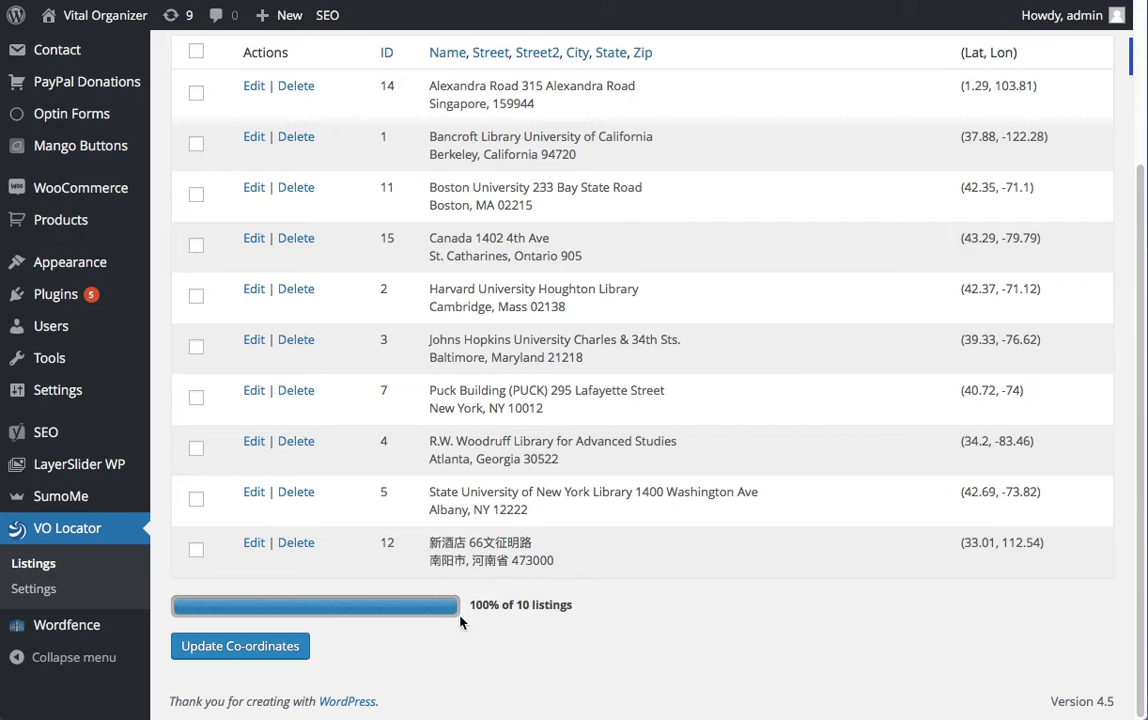 Vital Organizer 9 0 New SEO Howdy, admin
Contact
PayPal Donations
Optin Forms
Mango Buttons
WooCommerce
Products
Appearance
Plugins 5
Users
Tools
Settings
SEO
LayerSlider WP
SumoMe
VO Locator
Listings
Settings
Wordfence
Collapse menu
Actions ID Name, Street, Street2, City, State, Zip (Lat, Lon)
Edit | Delete 14 Alexandra Road 315 Alexandra Road (1.29, 103.81)
Singapore, 159944
Edit | Delete 1 Bancroft Library University of California (37.88, -122.28)
Berkeley, California 94720
Edit | Delete 11 Boston University 233 Bay State Road (42.35, -71.1)
Boston, MA 02215
Edit | Delete 15 Canada 1402 4th Ave (43.29, -79.79)
St. Catharines, Ontario 905
Edit | Delete 2 Harvard University Houghton Library (42.37, -71.12)
Cambridge, Mass 02138
Edit | Delete 3 Johns Hopkins University Charles & 34th Sts. (39.33, -76.62)
Baltimore, Maryland 21218
Edit | Delete 7 Puck Building (PUCK) 295 Lafayette Street (40.72, -74)
New York, NY 10012
Edit | Delete 4 R.W. Woodruff Library for Advanced Studies (34.2, -83.46)
Atlanta, Georgia 30522
Edit | Delete 5 State University of New York Library 1400 Washington Ave (42.69, -73.82)
Albany, NY 12222
Edit | Delete 12 新酒店 66文征明路 (33.01, 112.54)
南阳市, 河南省 473000
100% of 10 listings
Update Co-ordinates
Thank you for creating with WordPress. Version 4.5